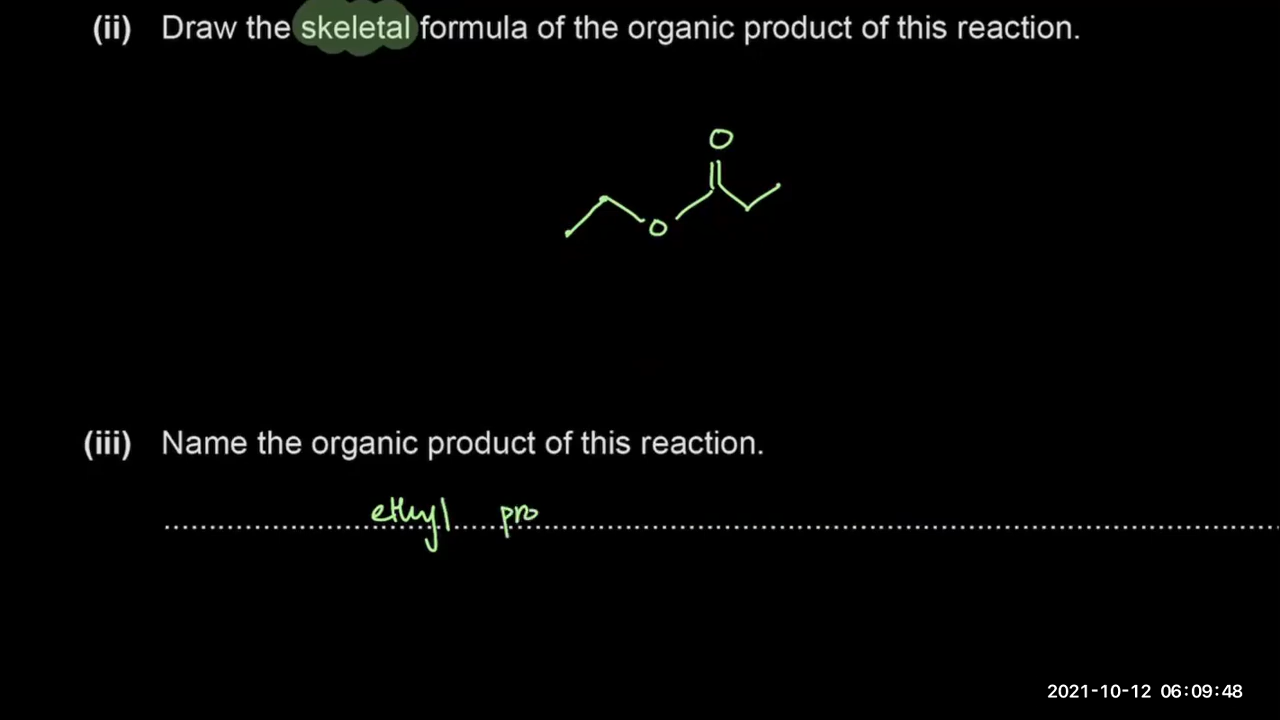 (ii) Draw the skeletal formula of the organic product of this reaction.
O
O
(iii) Name the organic product of this reaction.
ethyl pro
2021-10-12 06:09:48